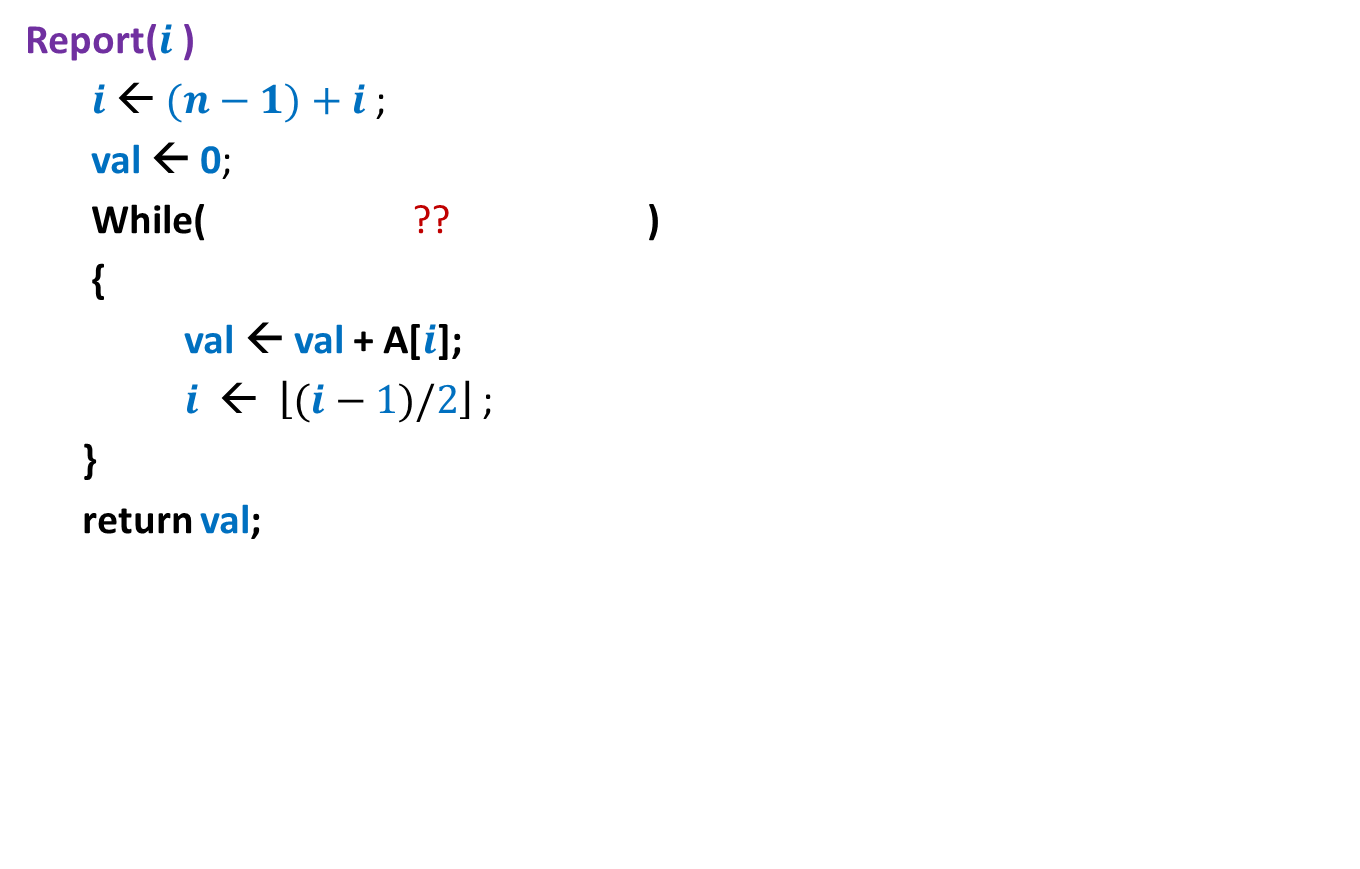 Report(i )
i ← (n − 1) + i ;
val ← 0;
While( ?? )
{
val ← val + A[i];
i ← ⌊(i − 1)/2⌋ ;
}
return val;